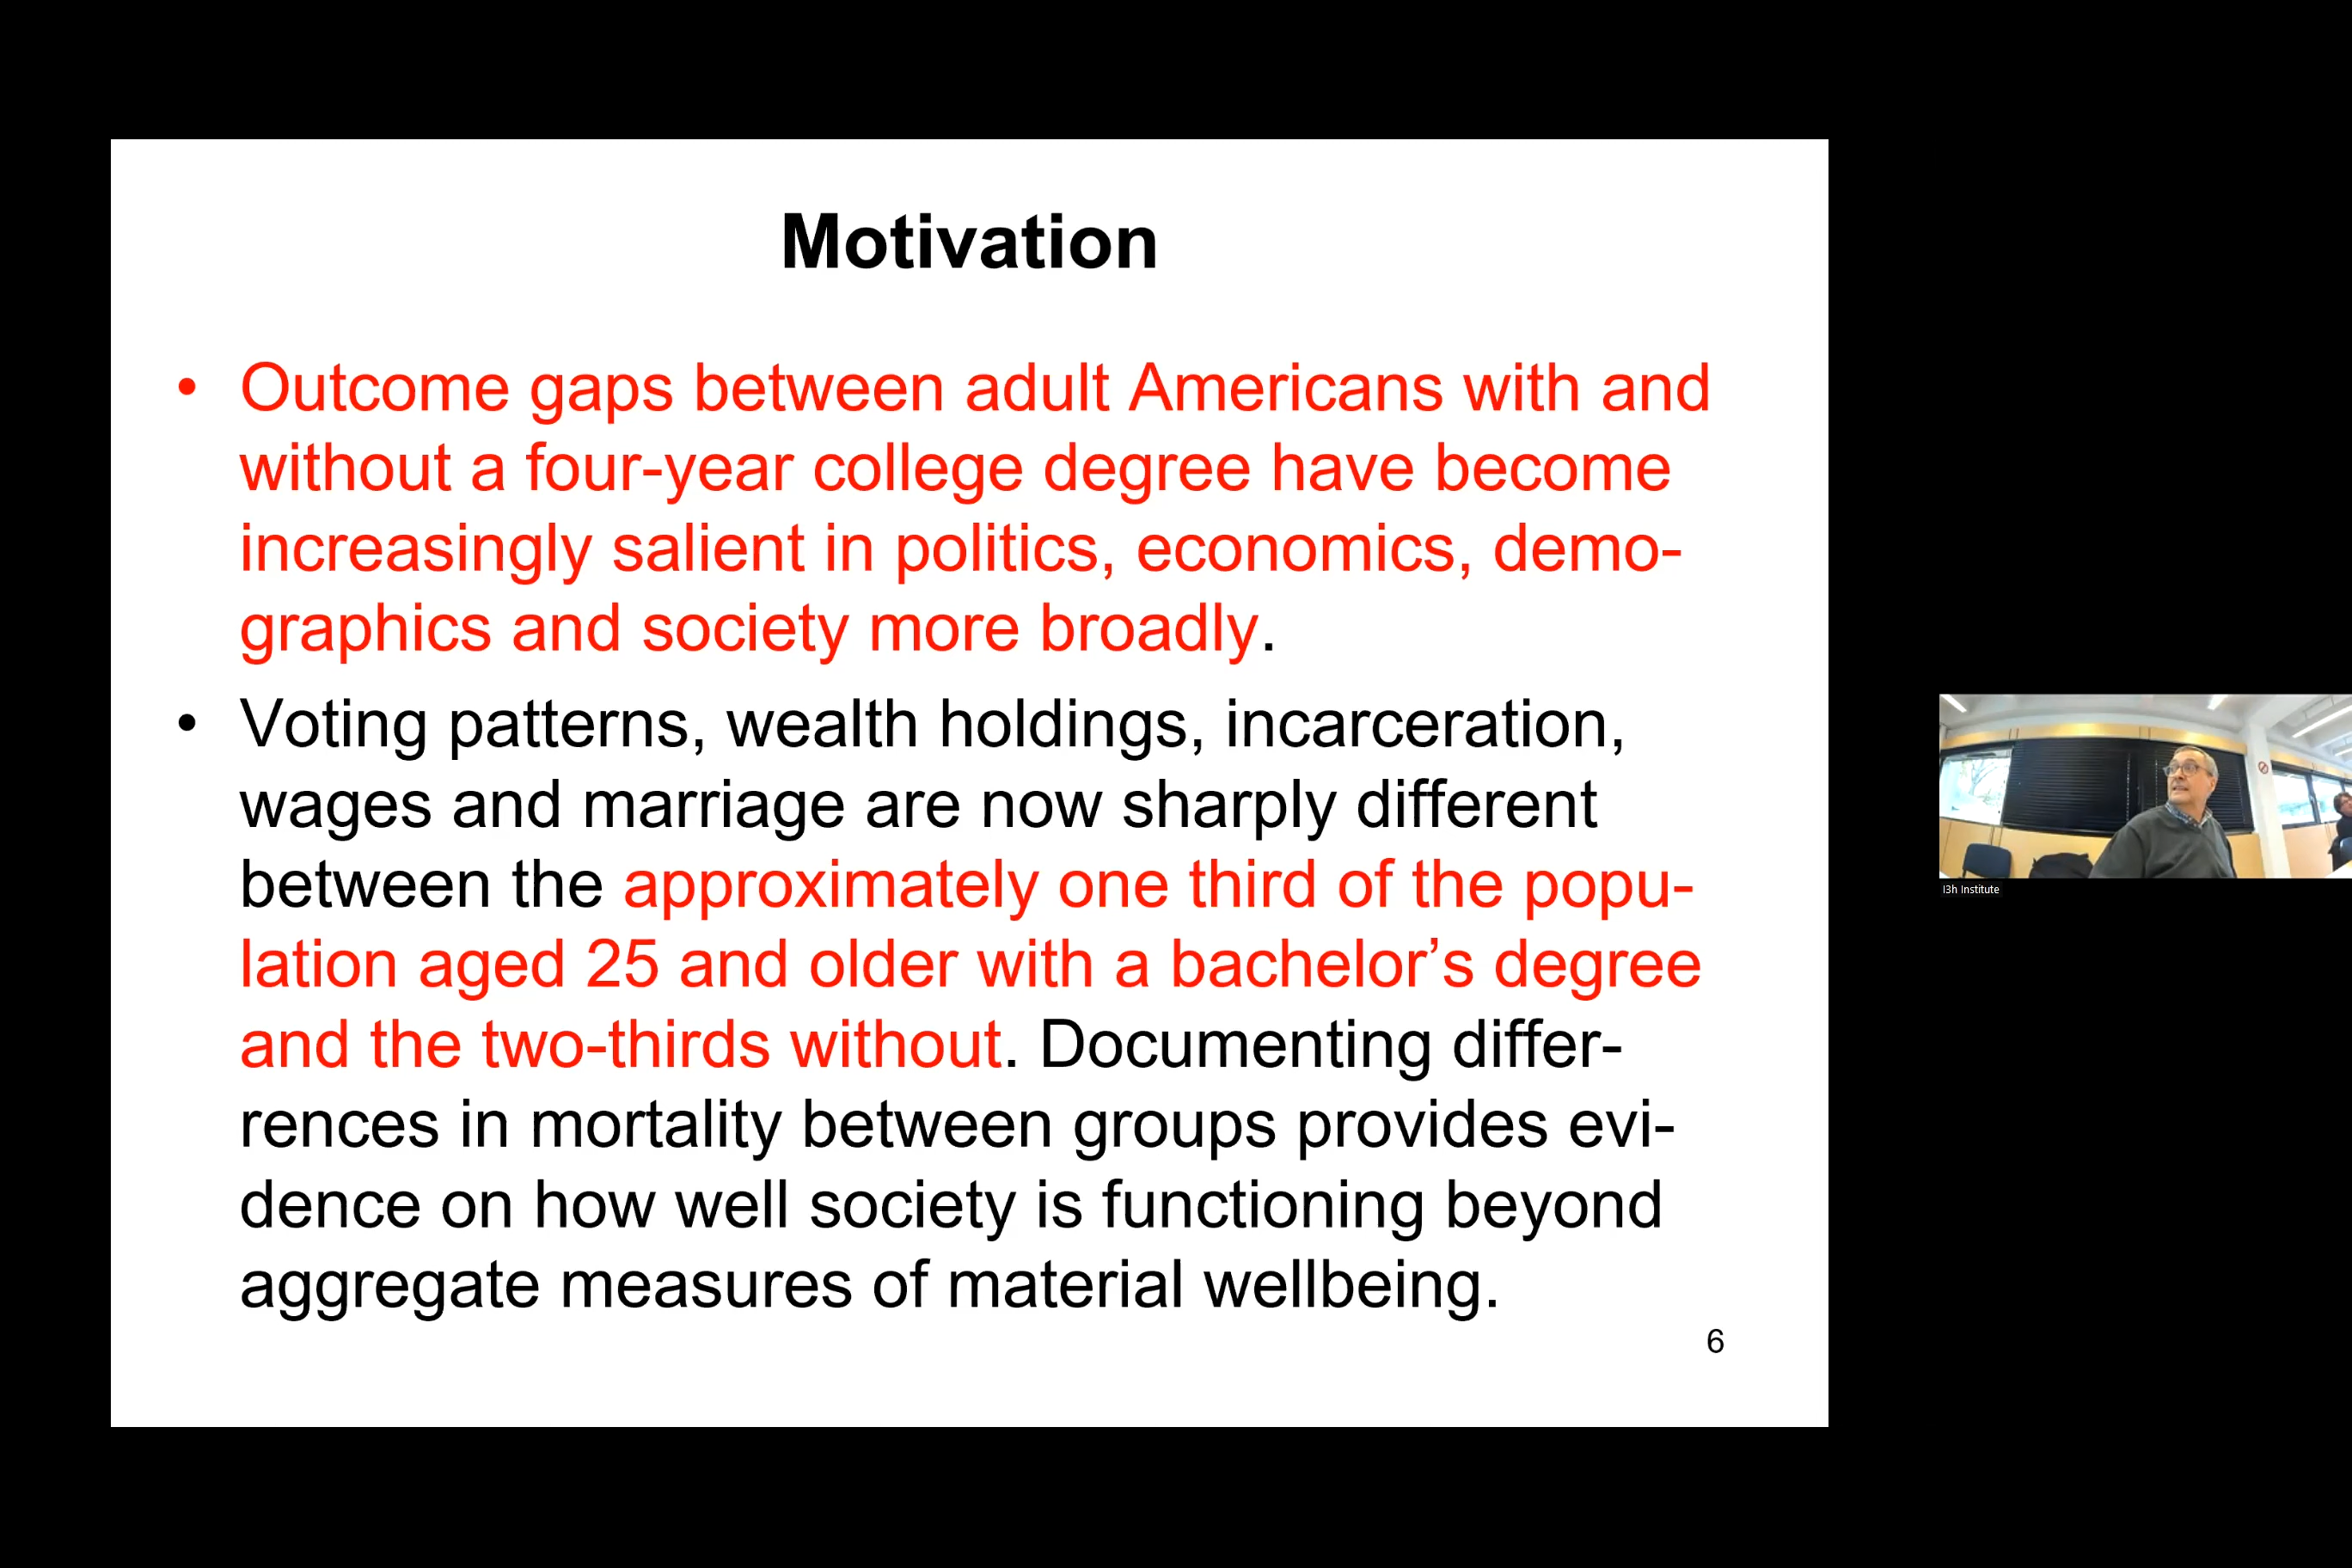 Motivation
• Outcome gaps between adult Americans with and
without a four-year college degree have become
increasingly salient in politics, economics, demo-
graphics and society more broadly.
• Voting patterns, wealth holdings, incarceration,
wages and marriage are now sharply different
between the approximately one third of the popu-
lation aged 25 and older with a bachelor’s degree
and the two-thirds without. Documenting differ-
rences in mortality between groups provides evi-
dence on how well society is functioning beyond
aggregate measures of material wellbeing.
6
I3h Institute